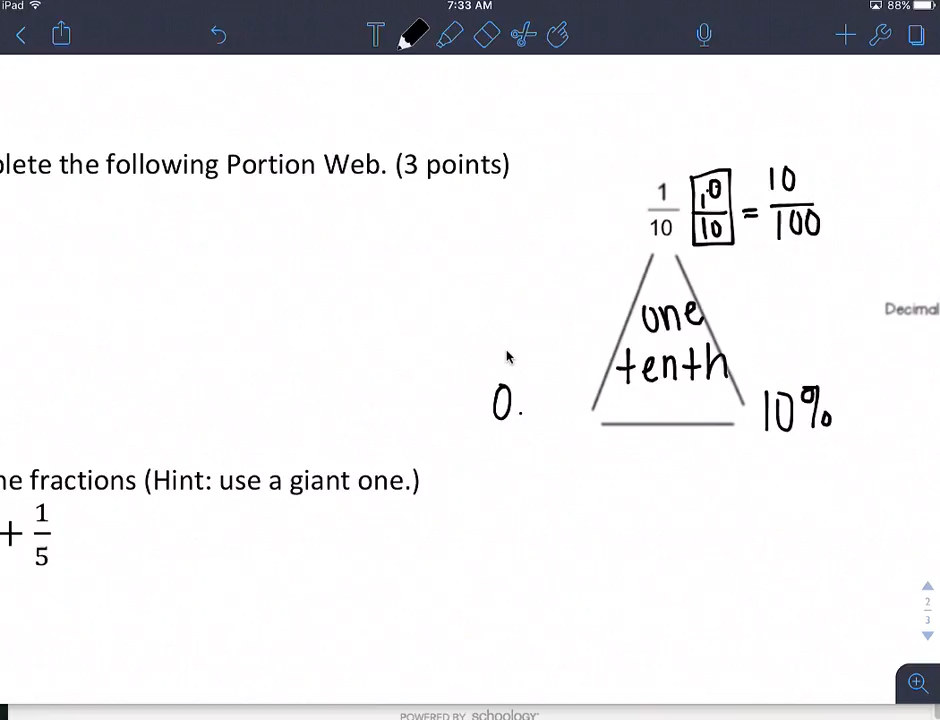 iPad 7:33 AM 88%
plete the following Portion Web. (3 points)
1/10 10/10 = 10/100
Decimal
one
tenth
0. 10%
ne fractions (Hint: use a giant one.)
+ 1/5
2
3
POWERED BY schoology